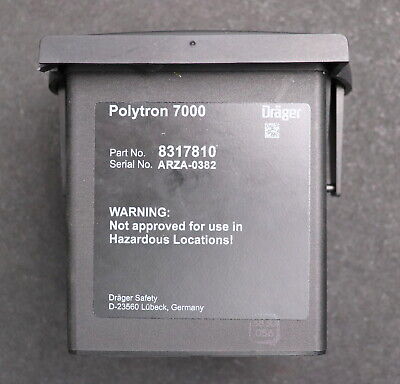 Polytron 7000
Dräger
Part No. 8317810
Serial No. ARZA-0382
WARNING:
Not approved for use in
Hazardous Locations!
Dräger Safety
D-23560 Lübeck, Germany